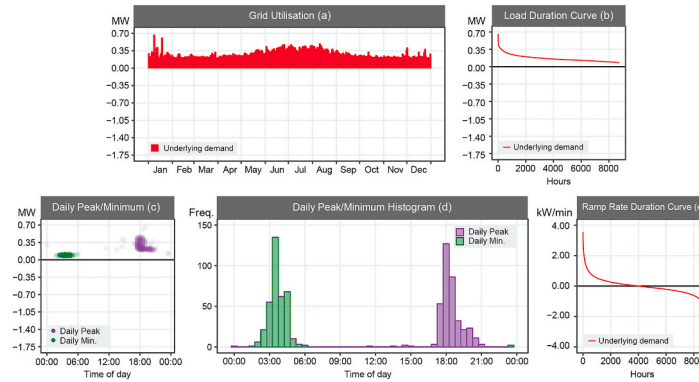 Grid Utilisation (a)
MW
0.70
0.35
0.00
−0.35
−0.70
−1.05
−1.40
−1.75
Underlying demand
Jan Feb Mar Apr May Jun Jul Aug Sep Oct Nov Dec
Load Duration Curve (b)
MW
0.70
0.35
0.00
−0.35
−0.70
−1.05
−1.40
−1.75
Underlying demand
0 2000 4000 6000 8000
Hours
Daily Peak/Minimum (c)
MW
0.70
0.35
0.00
−0.35
−0.70
−1.05
−1.40
−1.75
Daily Peak
Daily Min.
00:00 06:00 12:00 18:00 00:00
Time of day
Daily Peak/Minimum Histogram (d)
Freq.
150
100
50
0
Daily Peak
Daily Min.
00:00 03:00 06:00 09:00 12:00 15:00 18:00 21:00 00:00
Time of day
Ramp Rate Duration Curve (e
kW/min
4.00
2.00
0.00
−2.00
−4.00
Underlying demand
0 2000 4000 6000 800
Hours